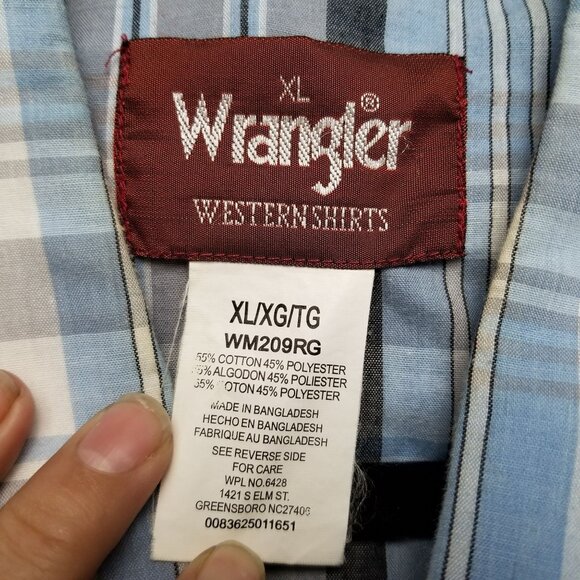 XL
Wrangler®
WESTERN SHIRTS
XL/XG/TG
WM209RG
55% COTTON 45% POLYESTER
ALGODON 45% POLIESTER
45% POLYESTER
MADE IN BANGLADESH
HECHO EN BANGLADESH
FABRIQUE AU BANGLADESH
SEE REVERSE SIDE
FOR CARE
WPL NO.6428
1421 S ELM ST.
GREENSBORO NC27406
0083625011651